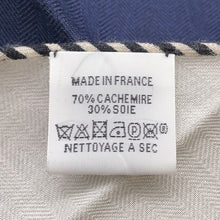 MADE IN FRANCE
70% CACHEMIRE
30% SOIE
NETTOYAGE A SEC